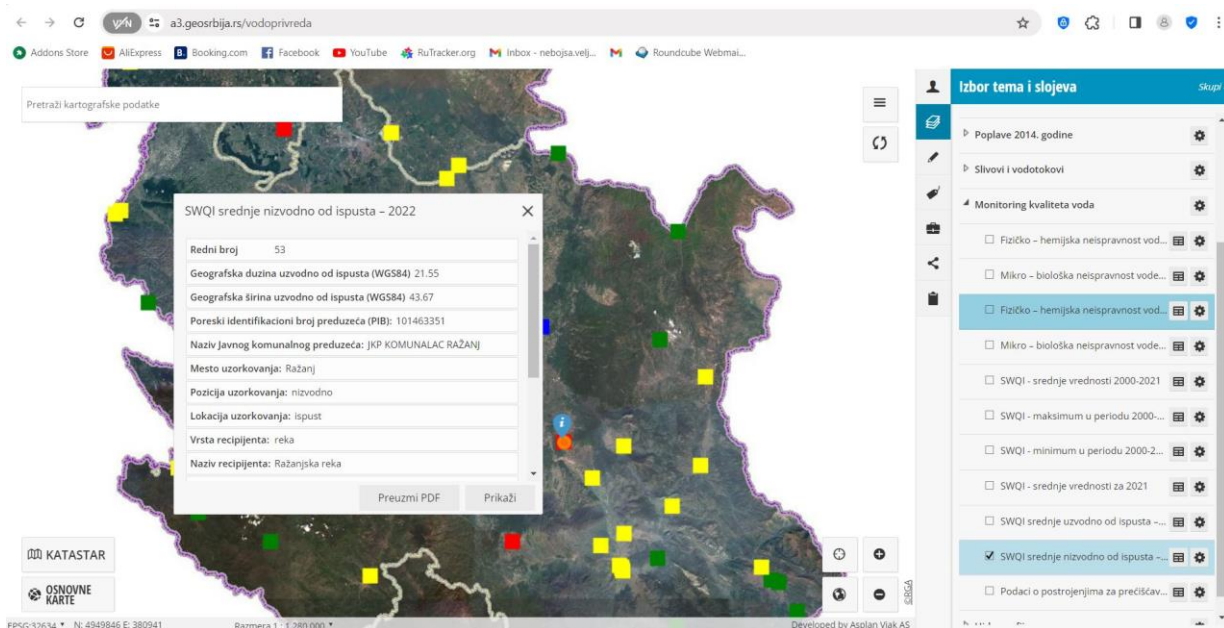 VPN a3.geosrbija.rs/vodoprivreda
Addons Store AliExpress B. Booking.com Facebook YouTube RuTracker.org Inbox - nebojsa.velj... Roundcube Webmai...
Pretraži kartografske podatke
Izbor tema i slojeva Skupi
Poplave 2014. godine
Slivovi i vodotokovi
Monitoring kvaliteta voda
Fizičko – hemijska neispravnost vod...
Mikro – biološka neispravnost vode...
Fizičko – hemijska neispravnost vod...
Mikro – biološka neispravnost vode...
SWQI - srednje vrednosti 2000-2021
SWQI - maksimum u periodu 2000-...
SWQI - minimum u periodu 2000-2...
SWQI - srednje vrednosti za 2021
SWQI srednje uzvodno od ispusta –...
SWQI srednje nizvodno od ispusta –...
Podaci o postrojenjima za prečišćav...
SWQI srednje nizvodno od ispusta – 2022
Redni broj 53
Geografska duzina uzvodno od ispusta (WGS84) 21.55
Geografska širina uzvodno od ispusta (WGS84) 43.67
Poreski identifikacioni broj preduzeća (PIB): 101463351
Naziv Javnog komunalnog preduzeća: JKP KOMUNALAC RAŽANJ
Mesto uzorkovanja: Ražanj
Pozicija uzorkovanja: nizvodno
Lokacija uzorkovanja: ispust
Vrsta recipijenta: reka
Naziv recipijenta: Ražanjska reka
Preuzmi PDF Prikaži
KATASTAR
OSNOVNE
KARTE
©RGA
EPSG:32634 N: 4949846 E: 380941 Razmera 1 : 1 280 000 Developed by Asplan Viak AS